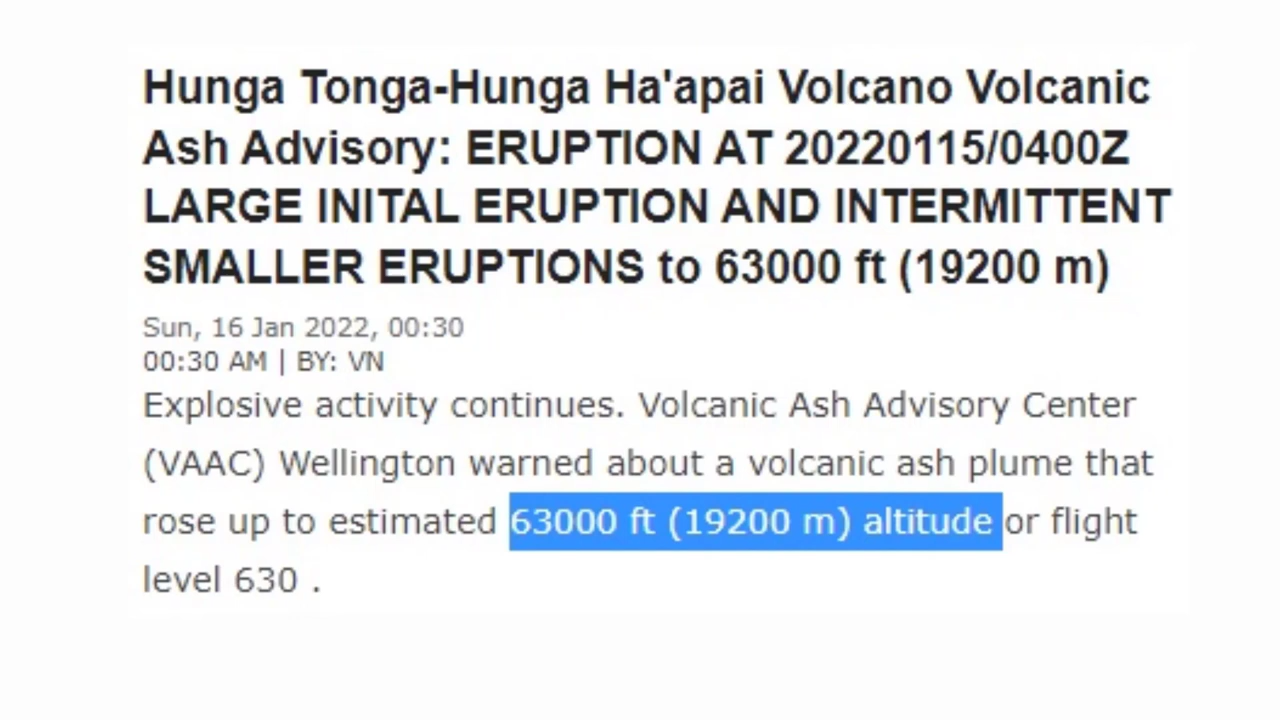 Hunga Tonga-Hunga Ha'apai Volcano Volcanic
Ash Advisory: ERUPTION AT 20220115/0400Z
LARGE INITAL ERUPTION AND INTERMITTENT
SMALLER ERUPTIONS to 63000 ft (19200 m)
Sun, 16 Jan 2022, 00:30
00:30 AM | BY: VN
Explosive activity continues. Volcanic Ash Advisory Center
(VAAC) Wellington warned about a volcanic ash plume that
rose up to estimated 63000 ft (19200 m) altitude or flight
level 630 .